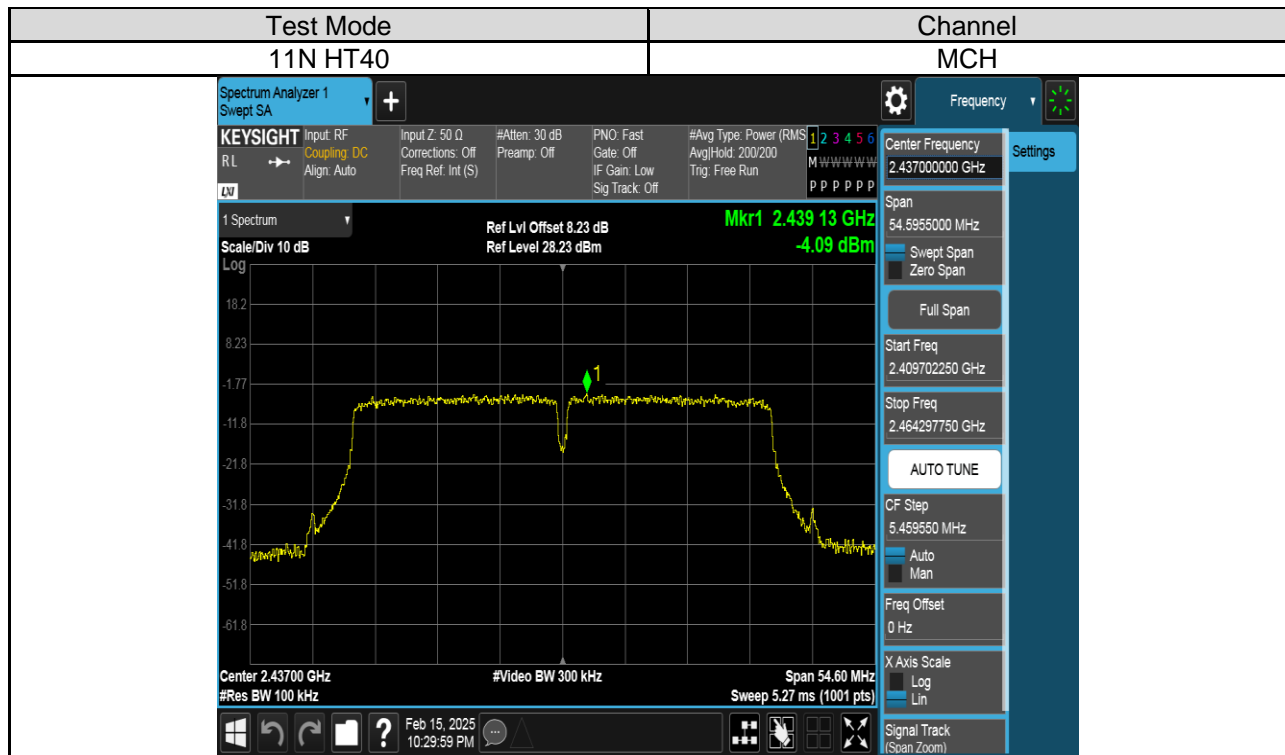 Test Mode Channel
11N HT40 MCH
Spectrum Analyzer 1
Swept SA
+
Frequency
KEYSIGHT Input: RF
Coupling: DC
Align: Auto
RL
LXI
Input Z: 50 Ω
Corrections: Off
Freq Ref: Int (S)
#Atten: 30 dB
Preamp: Off
PNO: Fast
Gate: Off
IF Gain: Low
Sig Track: Off
#Avg Type: Power (RMS
Avg|Hold: 200/200
Trig: Free Run
1 2 3 4 5 6
M W W W W W
P P P P P P
1 Spectrum
Scale/Div 10 dB
Ref Lvl Offset 8.23 dB
Ref Level 28.23 dBm
Mkr1 2.439 13 GHz
-4.09 dBm
Log
18.2
8.23
-1.77
-11.8
-21.8
-31.8
-41.8
-51.8
-61.8
1
Center 2.43700 GHz
#Res BW 100 kHz
#Video BW 300 kHz
Span 54.60 MHz
Sweep 5.27 ms (1001 pts)
Feb 15, 2025
10:29:59 PM
?
Center Frequency
2.437000000 GHz
Settings
Span
54.5955000 MHz
Swept Span
Zero Span
Full Span
Start Freq
2.409702250 GHz
Stop Freq
2.464297750 GHz
AUTO TUNE
CF Step
5.459550 MHz
Auto
Man
Freq Offset
0 Hz
X Axis Scale
Log
Lin
Signal Track
(Span Zoom)